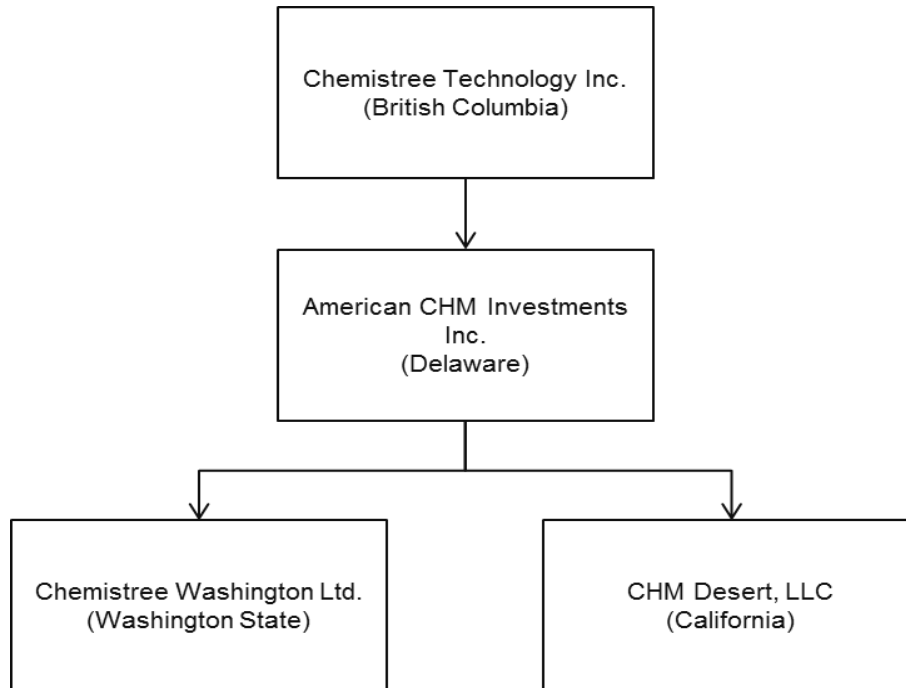 Chemistree Technology Inc.
(British Columbia)
American CHM Investments
Inc.
(Delaware)
Chemistree Washington Ltd.
(Washington State)
CHM Desert, LLC
(California)